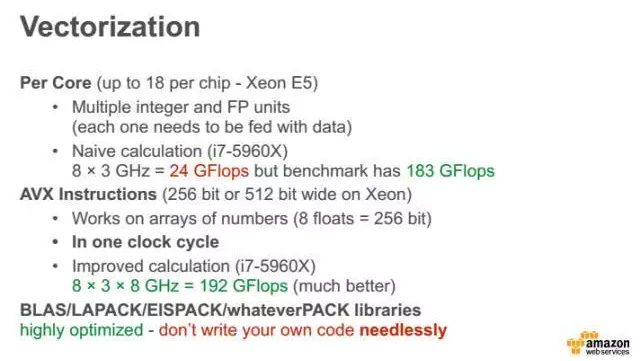 Vectorization
Per Core (up to 18 per chip - Xeon E5)
• Multiple integer and FP units
(each one needs to be fed with data)
• Naive calculation (i7-5960X)
8 × 3 GHz = 24 GFlops but benchmark has 183 GFlops
AVX Instructions (256 bit or 512 bit wide on Xeon)
• Works on arrays of numbers (8 floats = 256 bit)
• In one clock cycle
• Improved calculation (i7-5960X)
8 × 3 × 8 GHz = 192 GFlops (much better)
BLAS/LAPACK/EISPACK/whateverPACK libraries
highly optimized - don't write your own code needlessly
amazon
web services